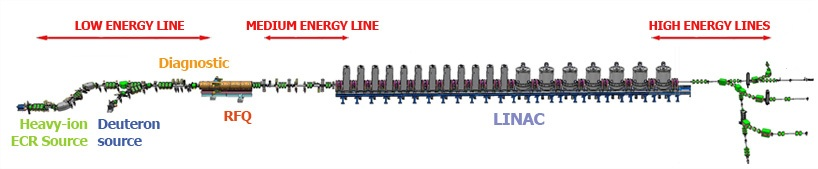 LOW ENERGY LINE
MEDIUM ENERGY LINE
HIGH ENERGY LINES
Diagnostic
Heavy-ion
ECR Source
Deuteron
source
RFQ
LINAC